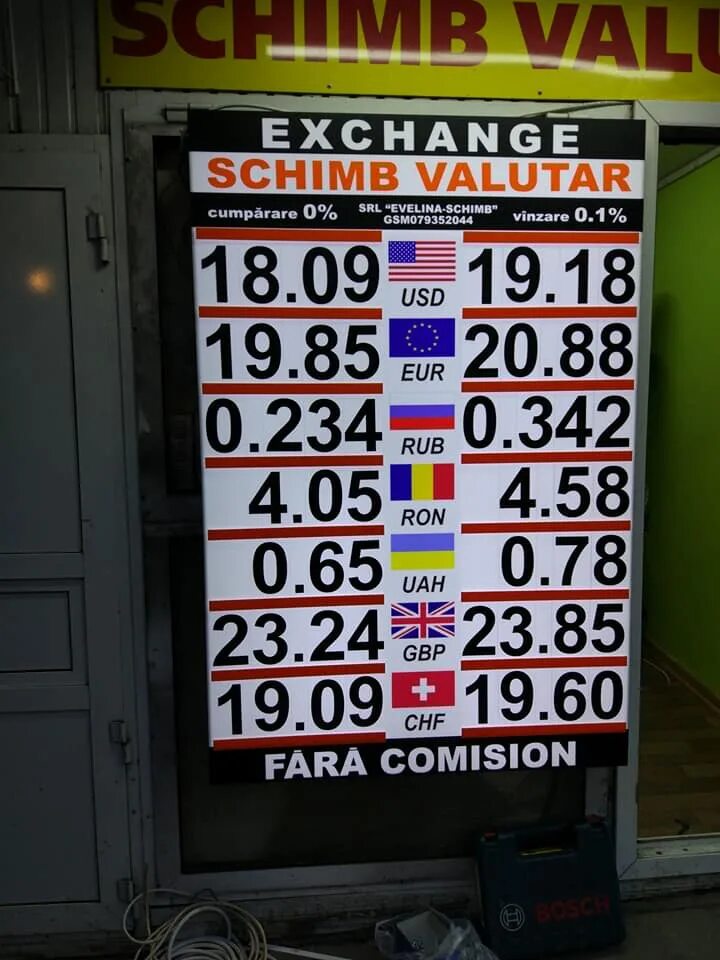 SCHIMB VALU
EXCHANGE
SCHIMB VALUTAR
cumpărare 0% SRL "EVELINA-SCHIMB" vînzare 0.1%
GSM079352044
18.09 USD 19.18
19.85 EUR 20.88
0.234 RUB 0.342
4.05 RON 4.58
0.65 UAH 0.78
23.24 GBP 23.85
19.09 CHF 19.60
FĂRĂ COMISION
BOSCH